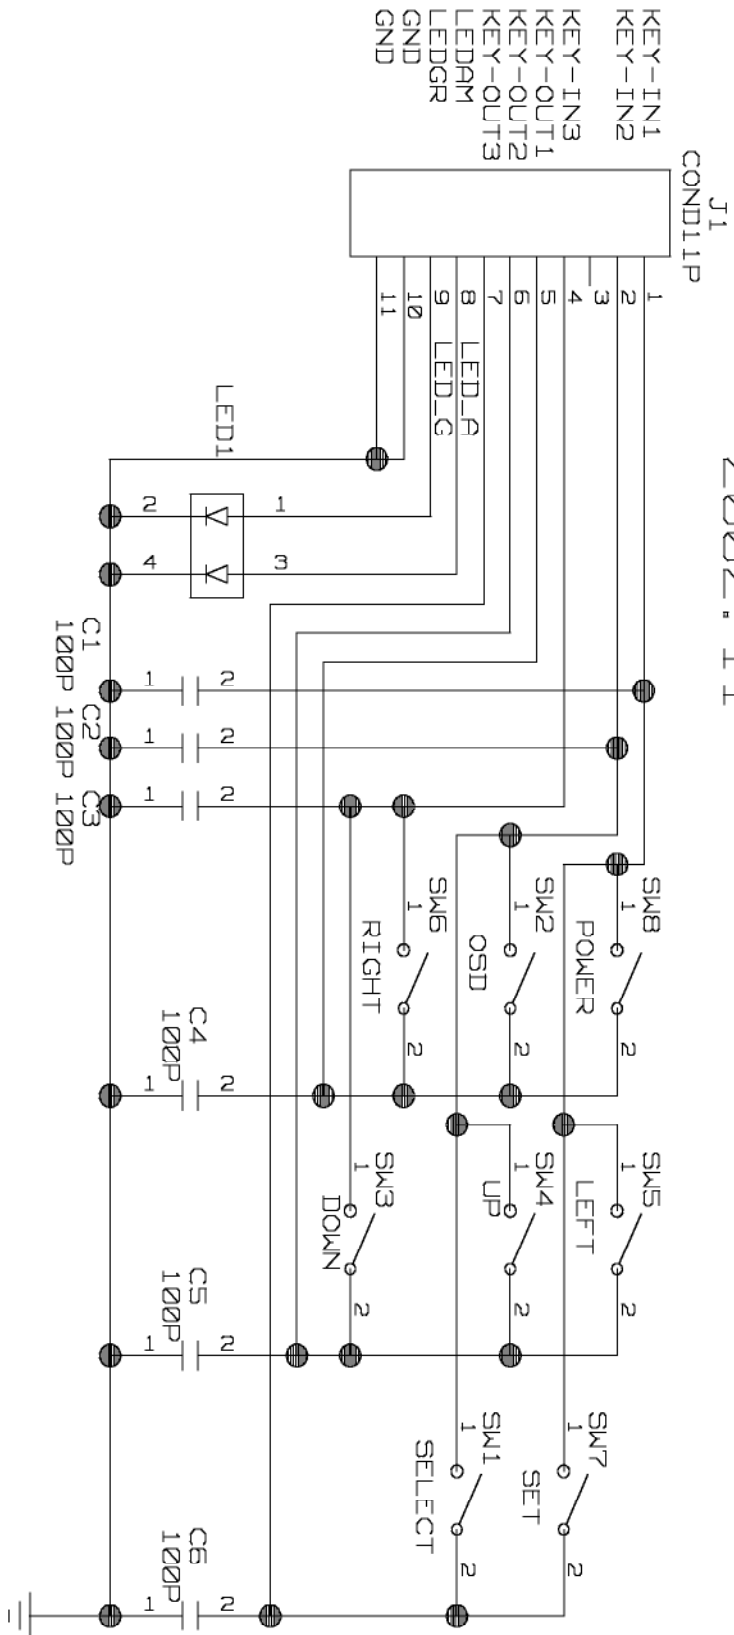 KEY-IN1
KEY-IN2
KEY-IN3
KEY-OUT1
KEY-OUT2
KEY-OUT3
LEDAM
LEDGR
GND
GND
J1
COND11P
1
2
3
4
5
6
7
8
9
10
11
LED_A
LED_G
LED1
1
2
3
4
C1
100P
1
2
C2
100P
1
2
C3
100P
1
2
SW8
1
POWER
2
SW2
1
OSD
2
SW6
1
RIGHT
2
C4
100P
1
2
SW5
1
LEFT
2
SW4
1
UP
2
SW3
1
DOWN
2
C5
100P
1
2
SW7
1
SET
2
SW1
1
SELECT
2
C6
100P
1
2